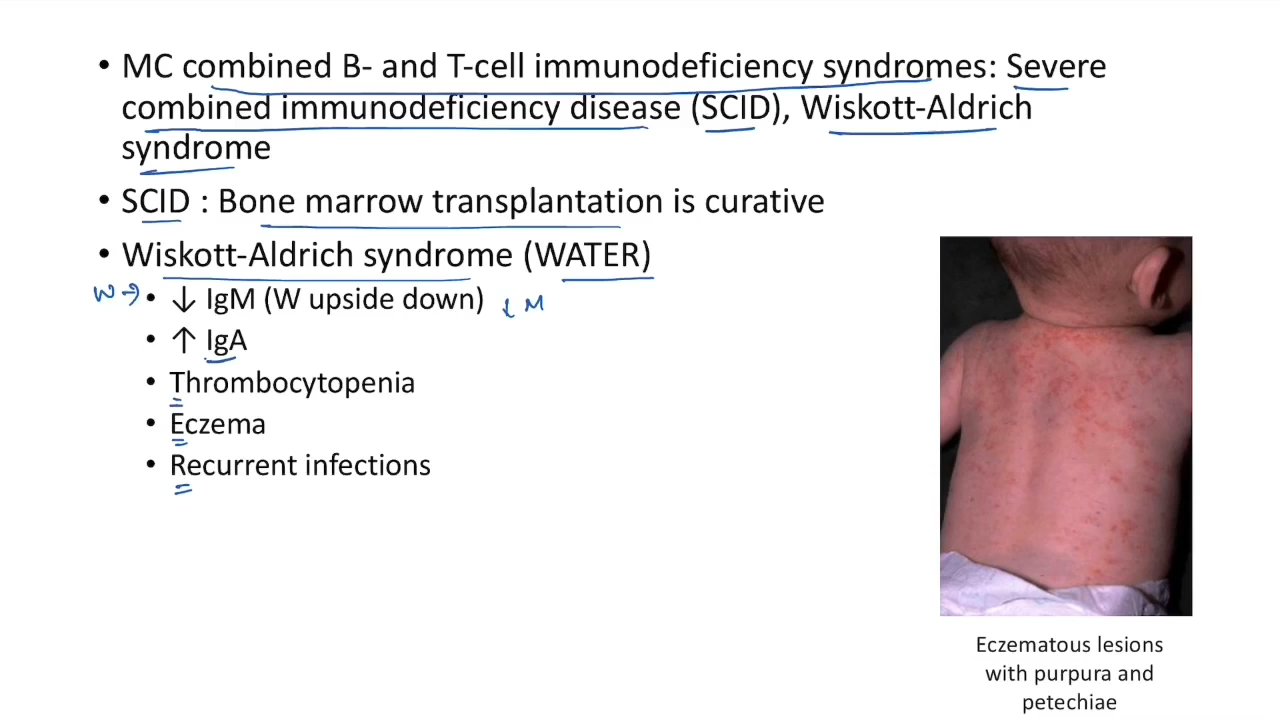 • MC combined B- and T-cell immunodeficiency syndromes: Severe
combined immunodeficiency disease (SCID), Wiskott-Aldrich
syndrome
• SCID : Bone marrow transplantation is curative
• Wiskott-Aldrich syndrome (WATER)
W → • ↓ IgM (W upside down) ↓ M
• ↑ IgA
• Thrombocytopenia
• Eczema
• Recurrent infections
Eczematous lesions
with purpura and
petechiae